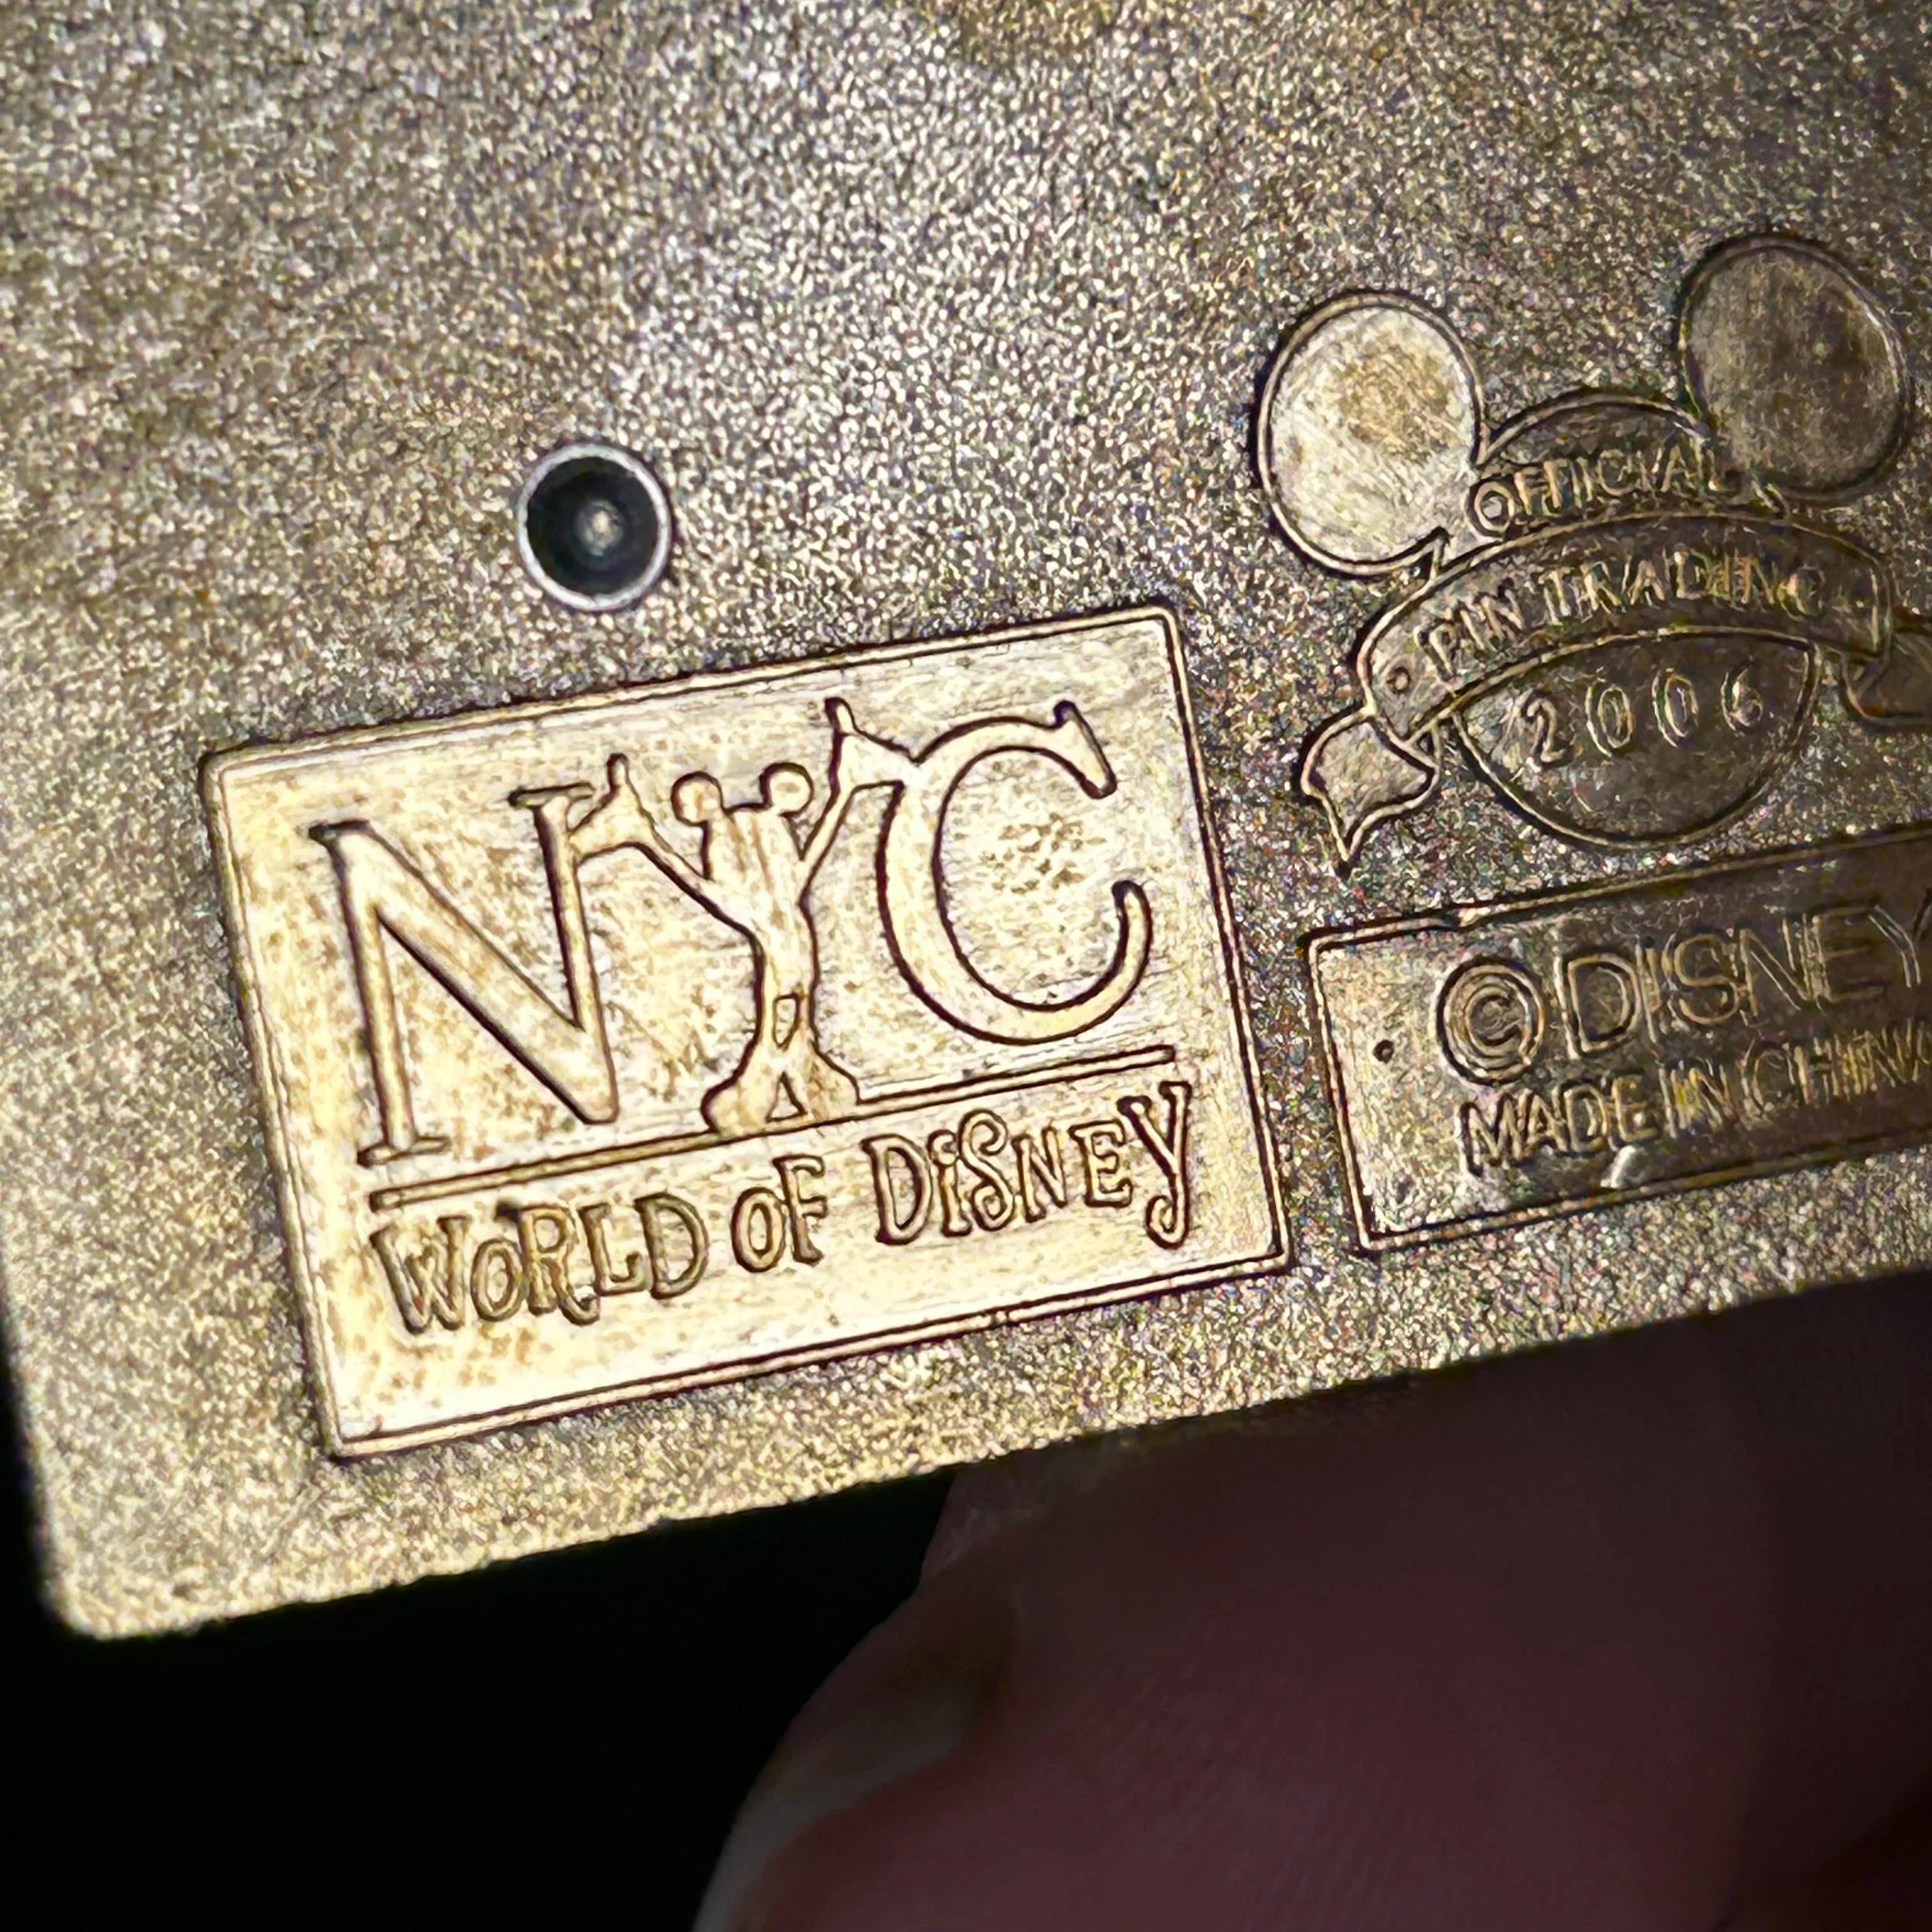 NYC
WORLD OF DiSNEY
OFFICIAL
PIN TRADING
2006
©DISNEY
MADE IN CHINA